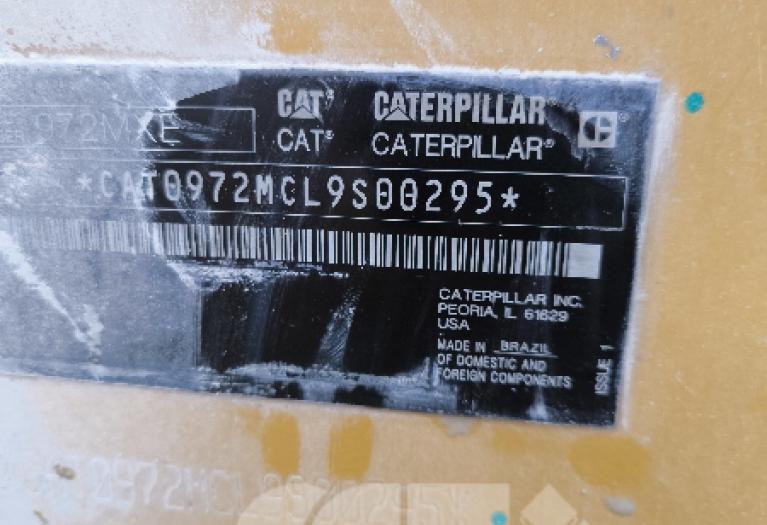 972MXE
CAT® CATERPILLAR®
CAT® CATERPILLAR®
*CAT0972MCL9S00295*
CATERPILLAR INC.
PEORIA, IL 61629
USA
MADE IN BRAZIL
OF DOMESTIC AND
FOREIGN COMPONENTS
ISSUE 1